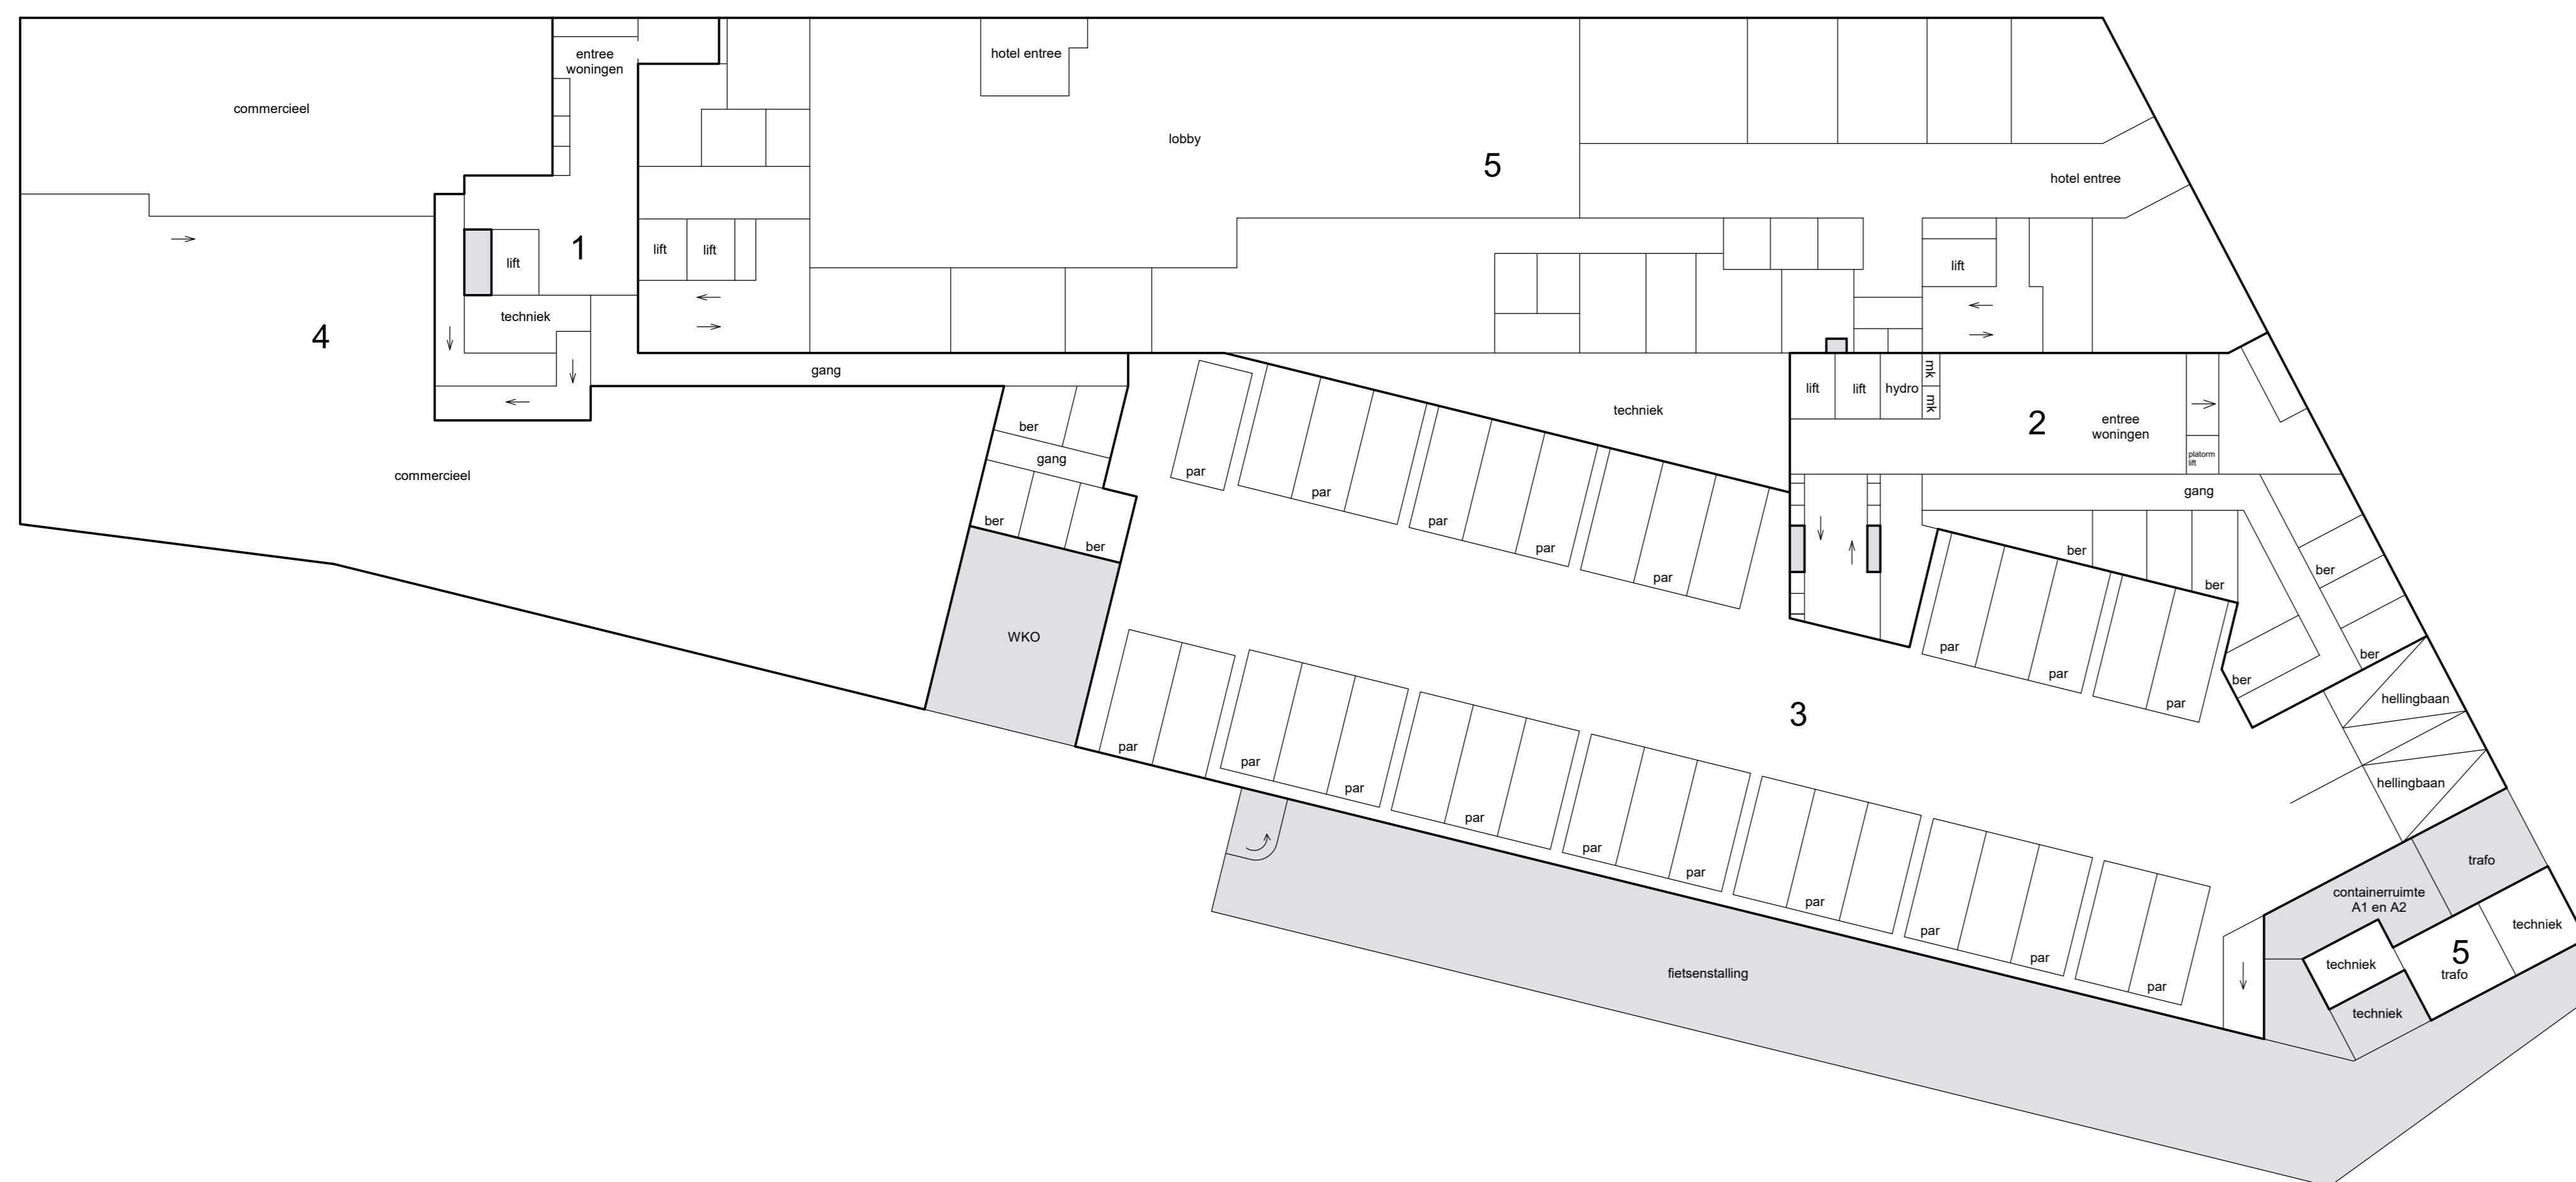 entree
woningen
hotel entree
commercieel
lobby
5
hotel entree
1
lift
lift
lift
lift
techniek
4
gang
lift
lift
hydro
mk
mk
techniek
2
entree
woningen
platorm
lift
ber
gang
par
commercieel
par
gang
ber
par
ber
par
ber
ber
par
ber
WKO
par
ber
ber
par
par
hellingbaan
3
par
par
par
par
hellingbaan
par
par
par
trafo
par
containerruimte
A1 en A2
par
techniek
5
trafo
par
techniek
fietsenstalling
par
techniek